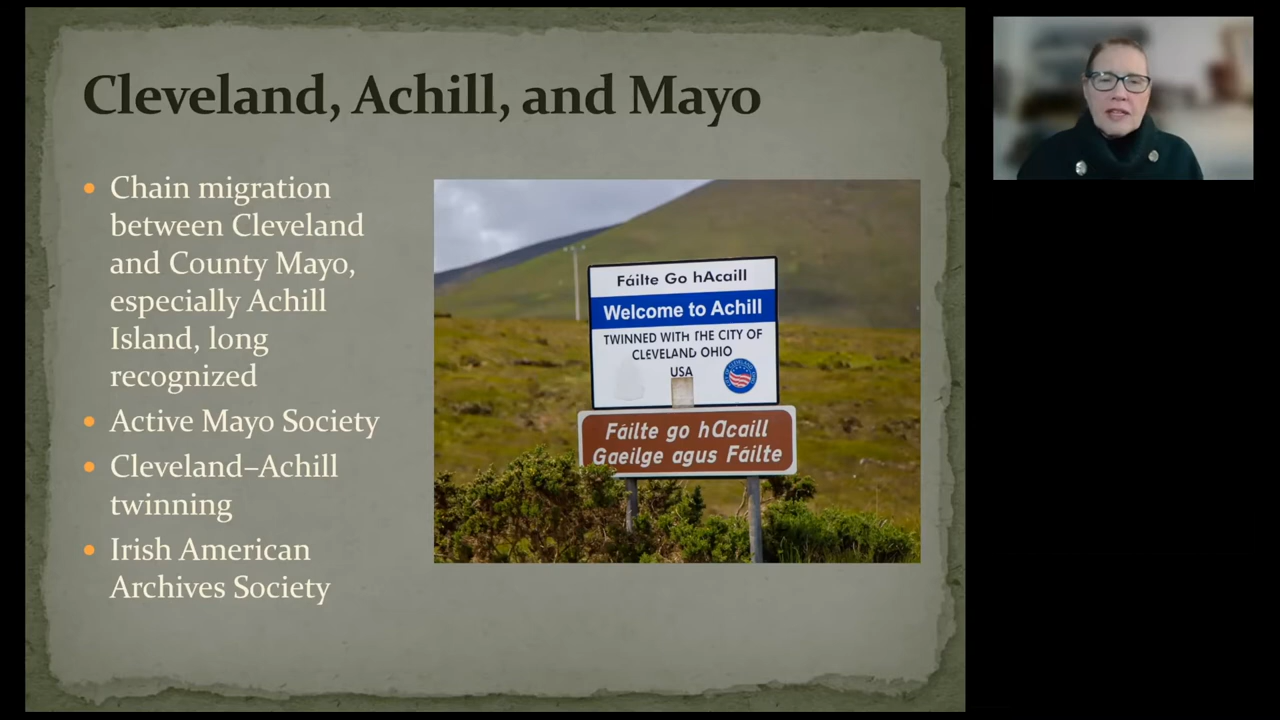 Cleveland, Achill, and Mayo
• Chain migration
between Cleveland
and County Mayo,
especially Achill
Island, long
recognized
• Active Mayo Society
• Cleveland–Achill
twinning
• Irish American
Archives Society
Fáilte Go hAcaill
Welcome to Achill
TWINNED WITH THE CITY OF
CLEVELAND OHIO
USA
Fáilte go hAcaill
Gaeilge agus Fáilte